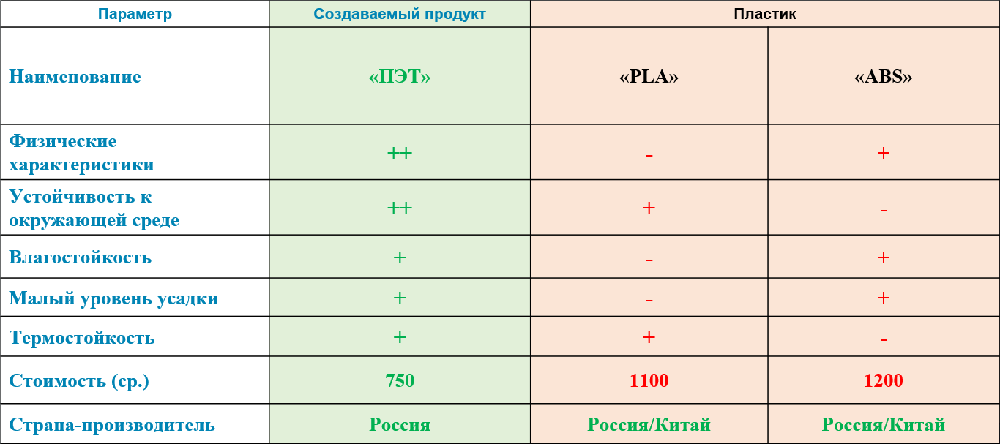 Параметр Создаваемый продукт Пластик
Наименование «ПЭТ» «PLA» «ABS»
Физические
характеристики ++ - +
Устойчивость к
окружающей среде ++ + -
Влагостойкость + - +
Малый уровень усадки + - +
Термостойкость + + -
Стоимость (ср.) 750 1100 1200
Страна-производитель Россия Россия/Китай Россия/Китай